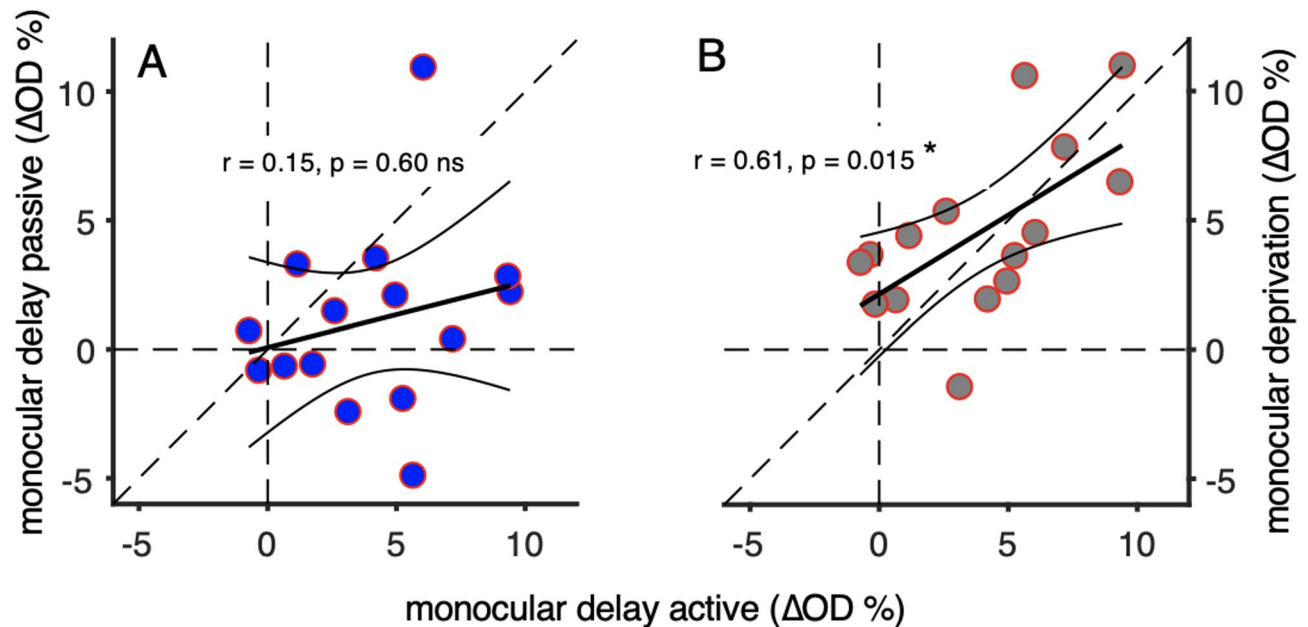 A
B
monocular delay passive (ΔOD %)
10
5
0
-5
r = 0.15, p = 0.60 ns
-5
0
5
10
r = 0.61, p = 0.015 *
10
5
0
-5
monocular deprivation (ΔOD %)
-5
0
5
10
monocular delay active (ΔOD %)